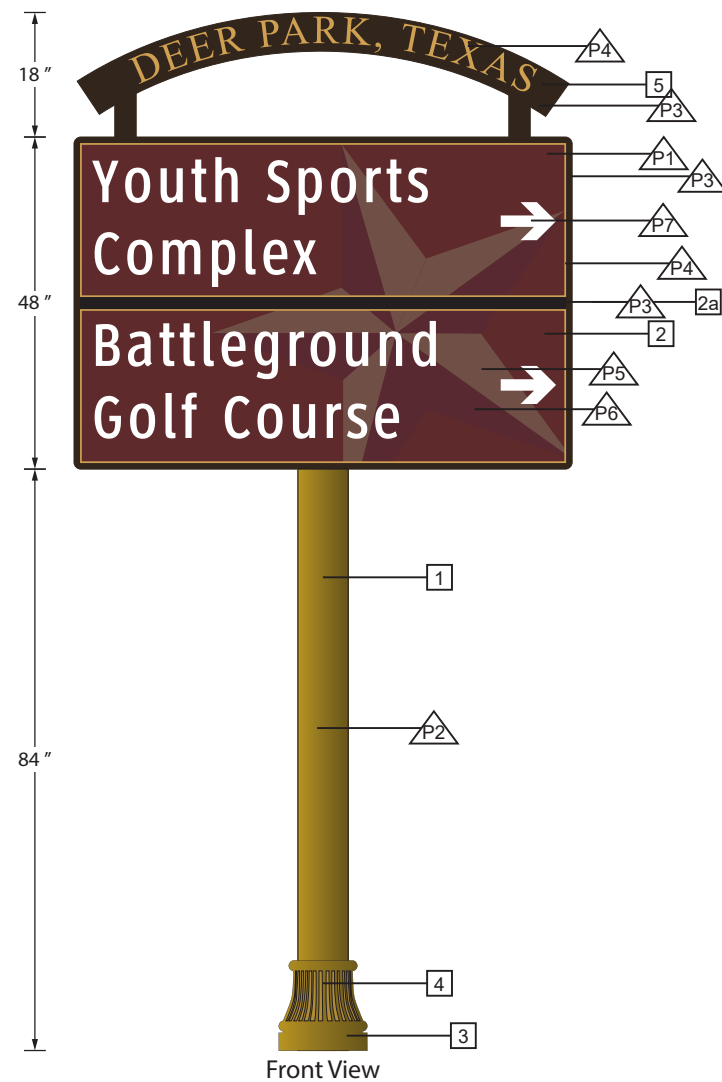 DEER PARK, TEXAS
P4
18 "
5
P3
Youth Sports
Complex
P1
P3
P7
P4
48 "
P3
2a
Battleground
Golf Course
2
P5
P6
1
P2
84 "
4
3
Front View